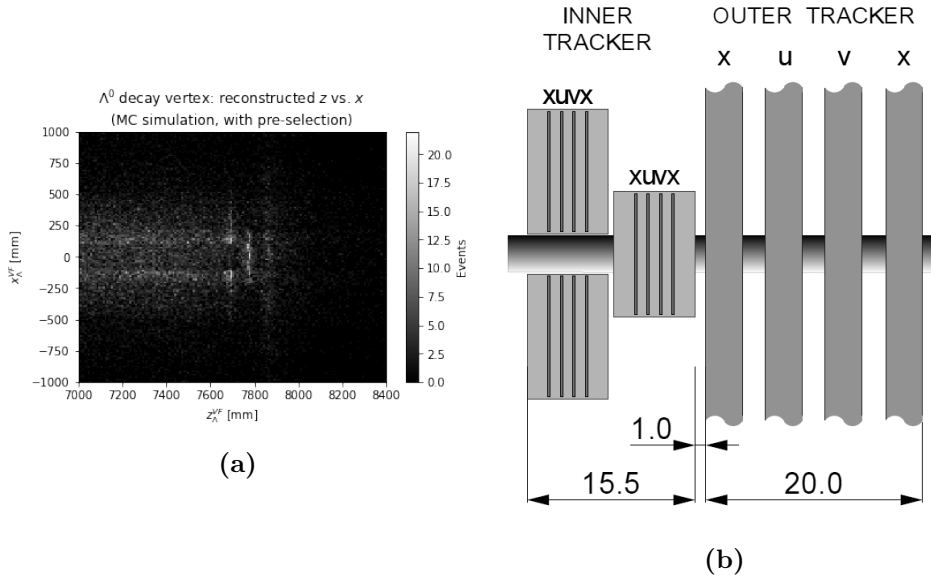 Λ⁰ decay vertex: reconstructed z vs. x
(MC simulation, with pre-selection)
1000
750
500
250
0
−250
−500
−750
−1000
x_Λ^VF [mm]
7000 7200 7400 7600 7800 8000 8200 8400
z_Λ^VF [mm]
20.0
17.5
15.0
12.5
10.0
7.5
5.0
2.5
0.0
Events
(a)
INNER
TRACKER
OUTER TRACKER
x u v x
xuvx
xuvx
1.0
15.5
20.0
(b)